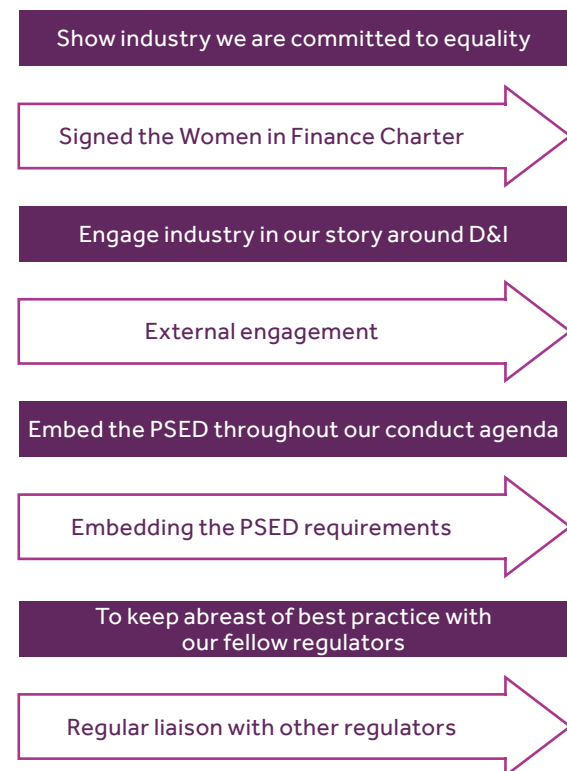 Show industry we are committed to equality
Signed the Women in Finance Charter
Engage industry in our story around D&I
External engagement
Embed the PSED throughout our conduct agenda
Embedding the PSED requirements
To keep abreast of best practice with
our fellow regulators
Regular liaison with other regulators